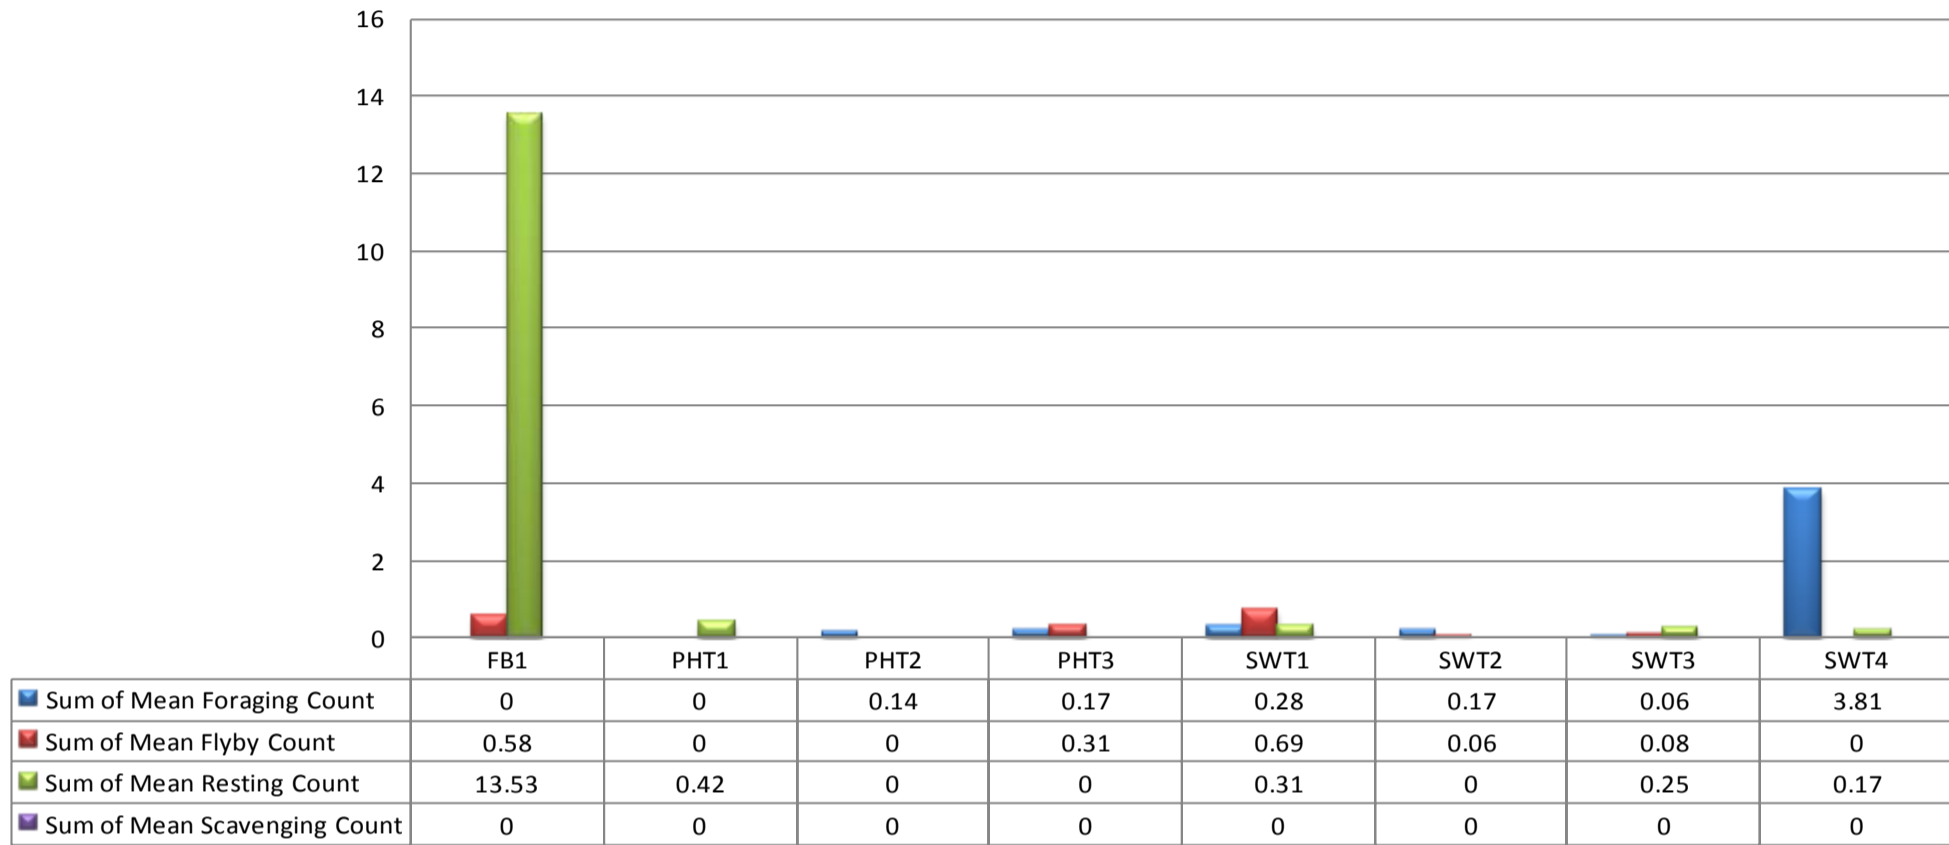 16
14
12
10
8
6
4
2
0
FB1 PHT1 PHT2 PHT3 SWT1 SWT2 SWT3 SWT4
Sum of Mean Foraging Count 0 0 0.14 0.17 0.28 0.17 0.06 3.81
Sum of Mean Flyby Count 0.58 0 0 0.31 0.69 0.06 0.08 0
Sum of Mean Resting Count 13.53 0.42 0 0 0.31 0 0.25 0.17
Sum of Mean Scavenging Count 0 0 0 0 0 0 0 0